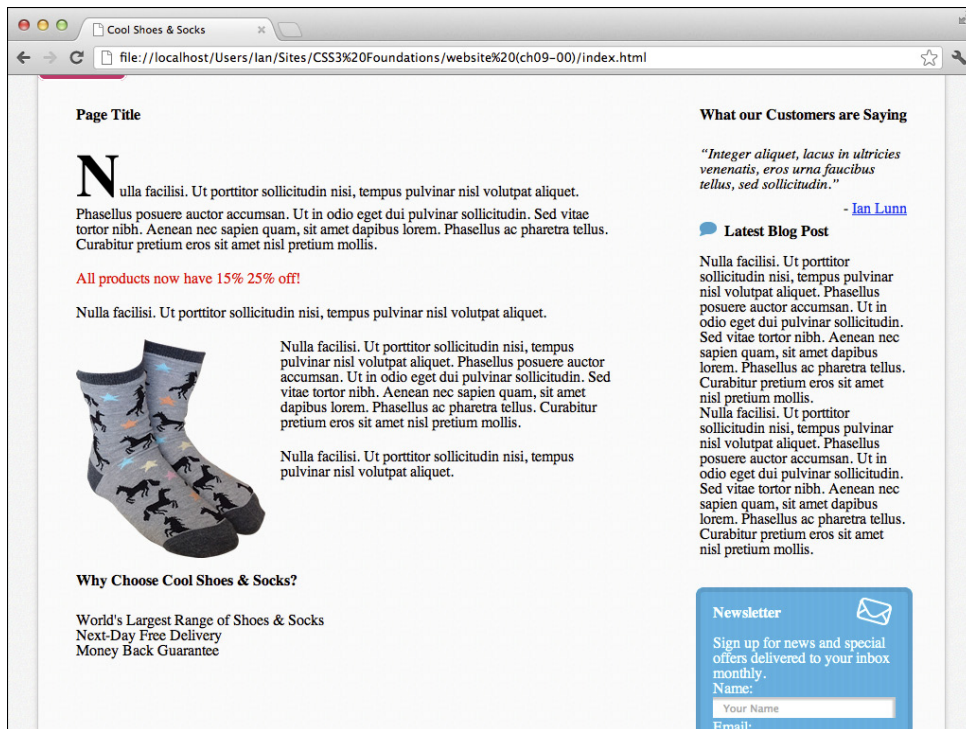 Cool Shoes & Socks
file://localhost/Users/Ian/Sites/CSS3%20Foundations/website%20(ch09-00)/index.html
Page Title
Nulla facilisi. Ut porttitor sollicitudin nisi, tempus pulvinar nisl volutpat aliquet.
Phasellus posuere auctor accumsan. Ut in odio eget dui pulvinar sollicitudin. Sed vitae
tortor nibh. Aenean nec sapien quam, sit amet dapibus lorem. Phasellus ac pharetra tellus.
Curabitur pretium eros sit amet nisl pretium mollis.
All products now have 15% 25% off!
Nulla facilisi. Ut porttitor sollicitudin nisi, tempus pulvinar nisl volutpat aliquet.
Nulla facilisi. Ut porttitor sollicitudin nisi, tempus
pulvinar nisl volutpat aliquet. Phasellus posuere auctor
accumsan. Ut in odio eget dui pulvinar sollicitudin. Sed
vitae tortor nibh. Aenean nec sapien quam, sit amet
dapibus lorem. Phasellus ac pharetra tellus. Curabitur
pretium eros sit amet nisl pretium mollis.
Nulla facilisi. Ut porttitor sollicitudin nisi, tempus
pulvinar nisl volutpat aliquet.
Why Choose Cool Shoes & Socks?
World's Largest Range of Shoes & Socks
Next-Day Free Delivery
Money Back Guarantee
What our Customers are Saying
“Integer aliquet, lacus in ultricies
venenatis, eros urna faucibus
tellus, sed sollicitudin.”
- Ian Lunn
Latest Blog Post
Nulla facilisi. Ut porttitor
sollicitudin nisi, tempus pulvinar
nisl volutpat aliquet. Phasellus
posuere auctor accumsan. Ut in
odio eget dui pulvinar sollicitudin.
Sed vitae tortor nibh. Aenean nec
sapien quam, sit amet dapibus
lorem. Phasellus ac pharetra tellus.
Curabitur pretium eros sit amet
nisl pretium mollis.
Nulla facilisi. Ut porttitor
sollicitudin nisi, tempus pulvinar
nisl volutpat aliquet. Phasellus
posuere auctor accumsan. Ut in
odio eget dui pulvinar sollicitudin.
Sed vitae tortor nibh. Aenean nec
sapien quam, sit amet dapibus
lorem. Phasellus ac pharetra tellus.
Curabitur pretium eros sit amet
nisl pretium mollis.
Newsletter
Sign up for news and special
offers delivered to your inbox
monthly.
Name:
Your Name
Email: